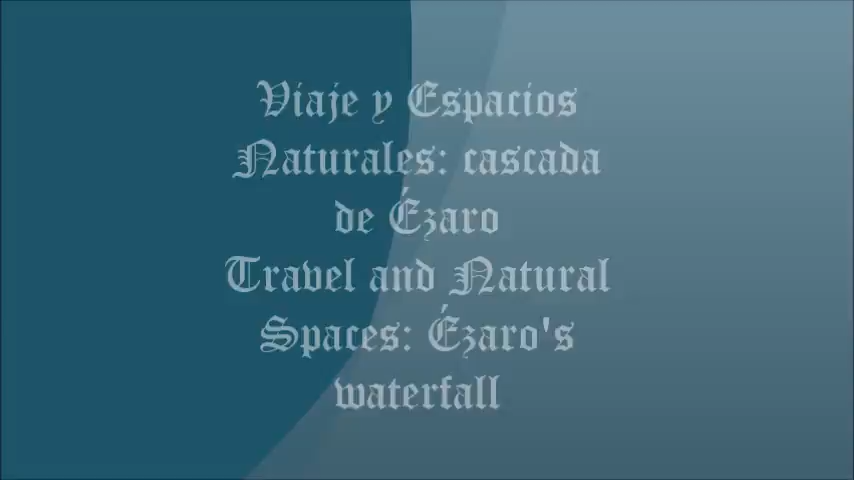 Viaje y Espacios
Naturales: cascada
de Ézaro
Travel and Natural
Spaces: Ézaro's
waterfall